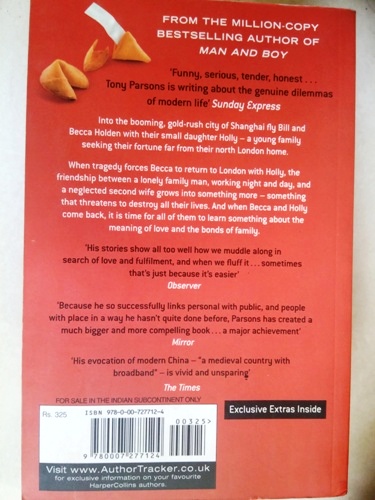 FROM THE MILLION-COPY
BESTSELLING AUTHOR OF
MAN AND BOY
'Funny, serious, tender, honest . . .
Tony Parsons is writing about the genuine dilemmas
of modern life' Sunday Express
Into the booming, gold-rush city of Shanghai fly Bill and
Becca Holden with their small daughter Holly – a young family
seeking their fortune far from their north London home.
When tragedy forces Becca to return to London with Holly, the
friendship between a lonely family man, working night and day, and
a neglected second wife grows into something more – something
that threatens to destroy all their lives. And when Becca and Holly
come back, it is time for all of them to learn something about the
meaning of love and the bonds of family.
'His stories show all too well how we muddle along in
search of love and fulfilment, and when we fluff it . . . sometimes
that's just because it's easier'
Observer
'Because he so successfully links personal with public, and people
with place in a way he hasn't quite done before, Parsons has created a
much bigger and more compelling book . . . a major achievement'
Mirror
'His evocation of modern China – "a medieval country with
broadband" – is vivid and unsparing'
The Times
FOR SALE IN THE INDIAN SUBCONTINENT ONLY
Rs. 325
ISBN 978-0-00-727712-4
00325>
9 780007 277124
Exclusive Extras Inside
Visit www.AuthorTracker.co.uk
for exclusive information on your favourite
HarperCollins authors.